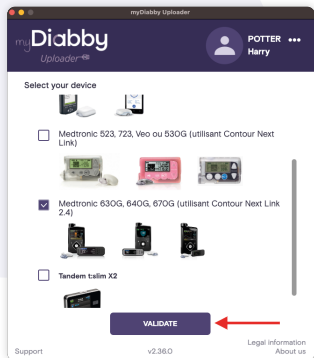 myDiabby Uploader
myDiabby
Uploader
POTTER
Harry
Select your device
Medtronic 523, 723, Veo ou 530G (utilisant Contour Next
Link)
Medtronic 630G, 640G, 670G (utilisant Contour Next Link
2.4)
Tandem t:slim X2
VALIDATE
Legal information
Support v2.36.0 About us